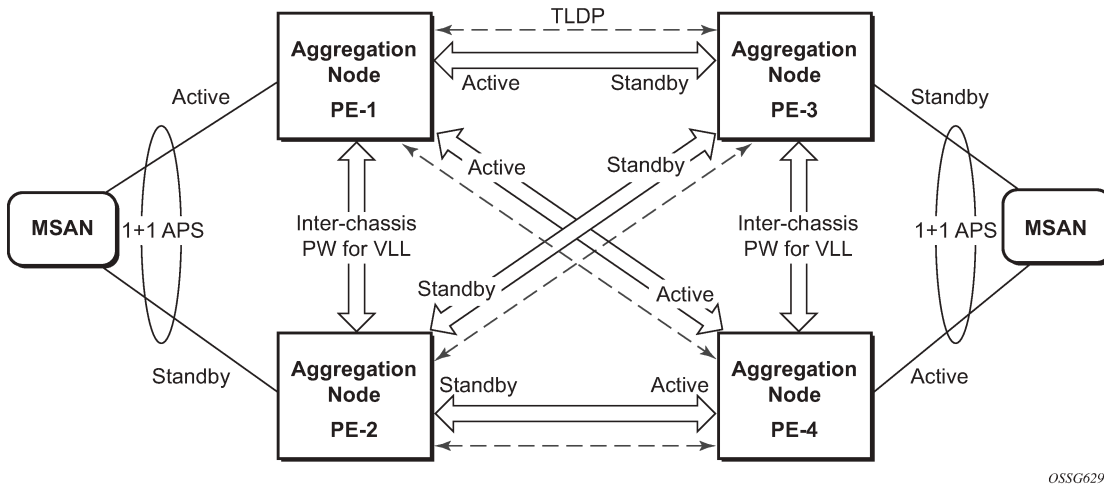 TLDP
Aggregation
Node
PE-1
Aggregation
Node
PE-3
Active
Standby
Active
Standby
Active
Standby
MSAN
1+1 APS
Inter-chassis
PW for VLL
Inter-chassis
PW for VLL
1+1 APS
MSAN
Standby
Active
Standby
Aggregation
Node
PE-2
Standby
Active
Aggregation
Node
PE-4
Active
OSSG629